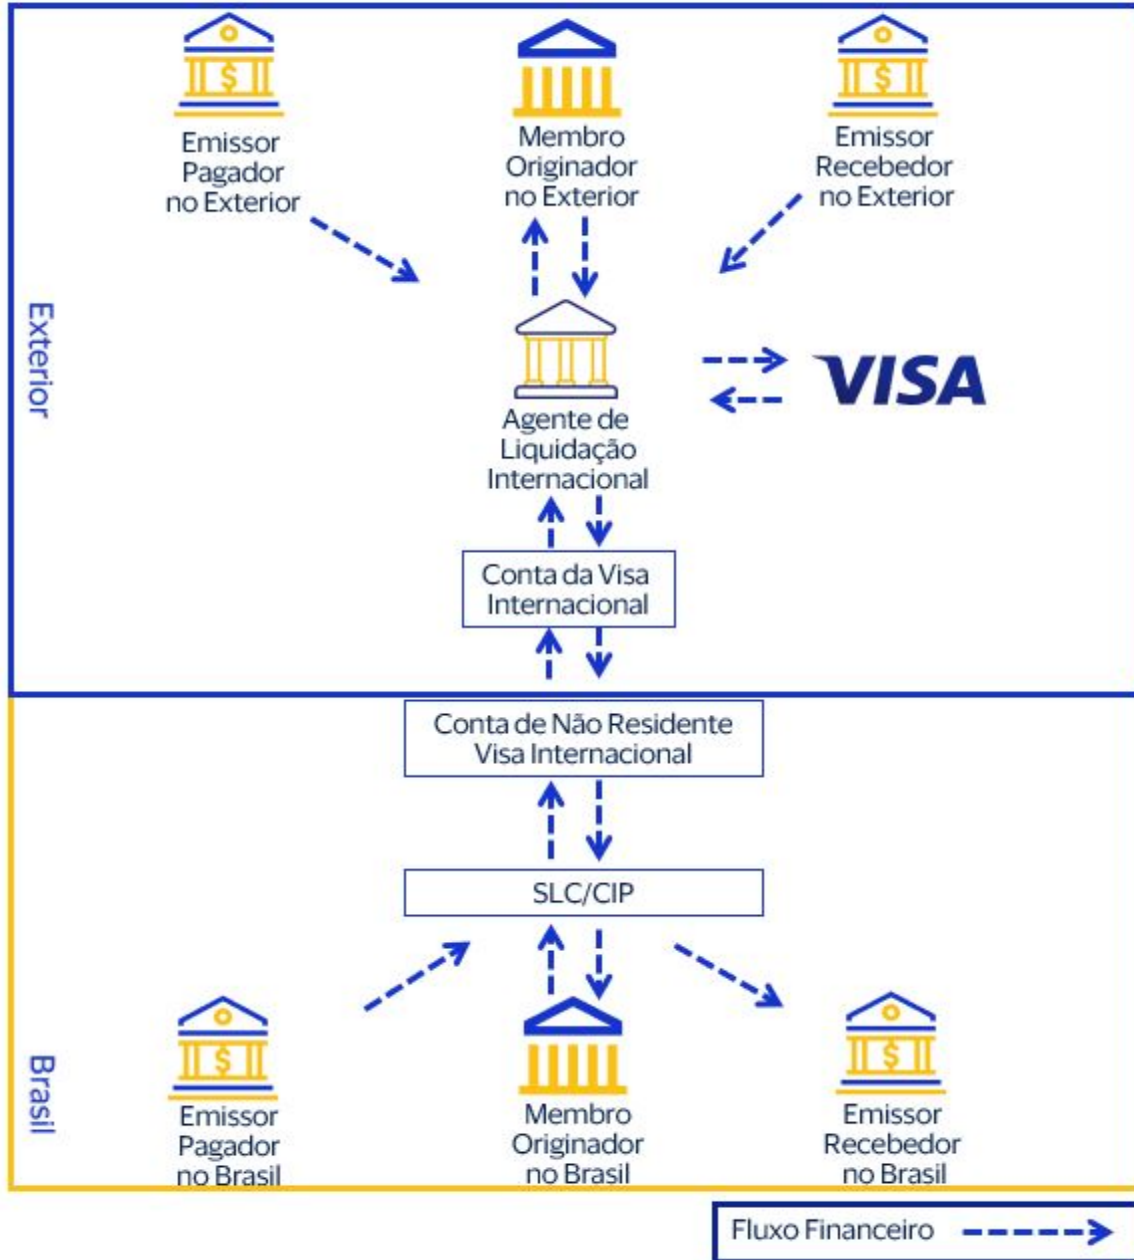 Emissor
Pagador
no Exterior
Membro
Originador
no Exterior
Emissor
Recebedor
no Exterior
Exterior
VISA
Agente de
Liquidação
Internacional
Conta da Visa
Internacional
Conta de Não Residente
Visa Internacional
SLC/CIP
Brasil
Emissor
Pagador
no Brasil
Membro
Originador
no Brasil
Emissor
Recebedor
no Brasil
Fluxo Financeiro